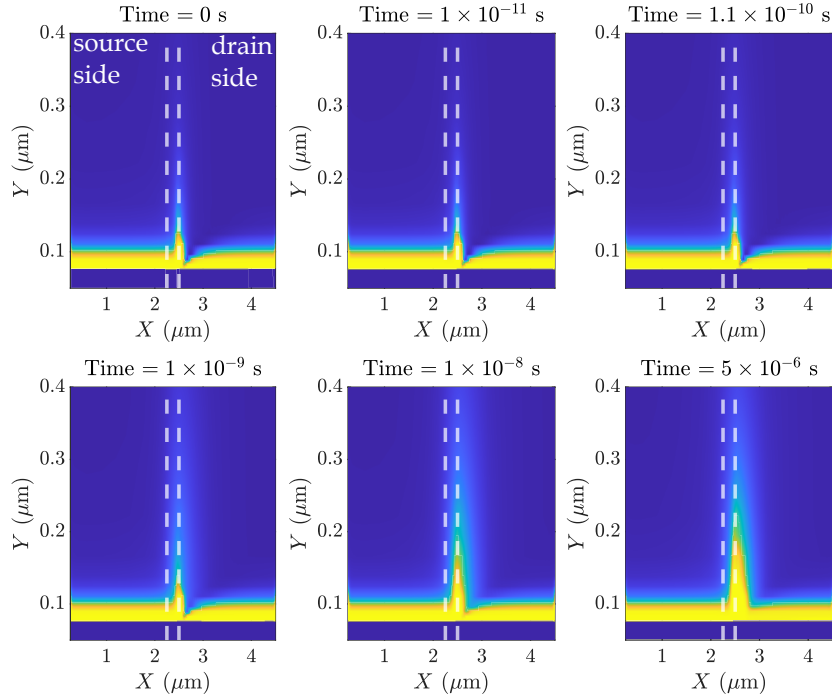 Time = 0 s
Time = 1 × 10⁻¹¹ s
Time = 1.1 × 10⁻¹⁰ s
source side
drain side
Y (μm)
0.4
0.3
0.2
0.1
1 2 3 4
X (μm)
Y (μm)
0.4
0.3
0.2
0.1
1 2 3 4
X (μm)
Y (μm)
0.4
0.3
0.2
0.1
1 2 3 4
X (μm)
Time = 1 × 10⁻⁹ s
Time = 1 × 10⁻⁸ s
Time = 5 × 10⁻⁶ s
Y (μm)
0.4
0.3
0.2
0.1
1 2 3 4
X (μm)
Y (μm)
0.4
0.3
0.2
0.1
1 2 3 4
X (μm)
Y (μm)
0.4
0.3
0.2
0.1
1 2 3 4
X (μm)